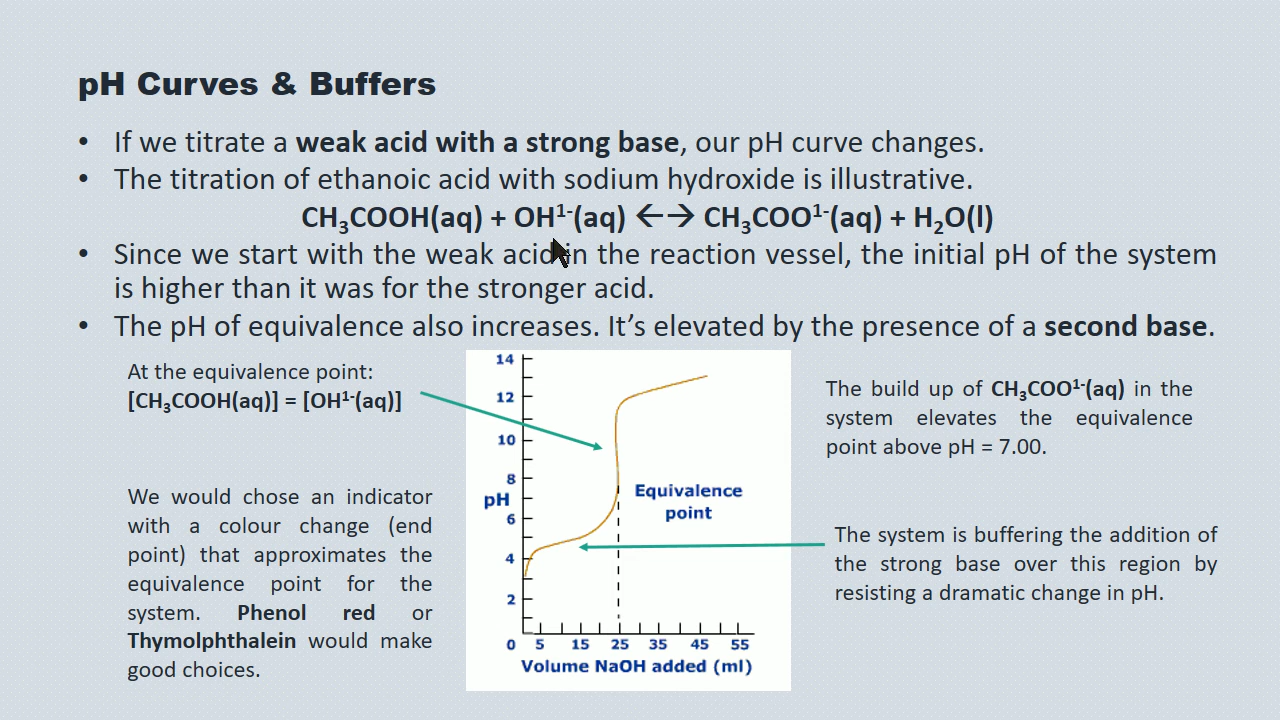 pH Curves & Buffers
• If we titrate a weak acid with a strong base, our pH curve changes.
• The titration of ethanoic acid with sodium hydroxide is illustrative.
CH₃COOH(aq) + OH¹⁻(aq) ←→ CH₃COO¹⁻(aq) + H₂O(l)
• Since we start with the weak acid in the reaction vessel, the initial pH of the system
is higher than it was for the stronger acid.
• The pH of equivalence also increases. It’s elevated by the presence of a second base.
At the equivalence point:
[CH₃COOH(aq)] = [OH¹⁻(aq)]
We would chose an indicator
with a colour change (end
point) that approximates the
equivalence point for the
system. Phenol red or
Thymolphthalein would make
good choices.
14
12
10
8
pH
6
4
2
0 5 15 25 35 45 55
Volume NaOH added (ml)
Equivalence
point
The build up of CH₃COO¹⁻(aq) in the
system elevates the equivalence
point above pH = 7.00.
The system is buffering the addition of
the strong base over this region by
resisting a dramatic change in pH.